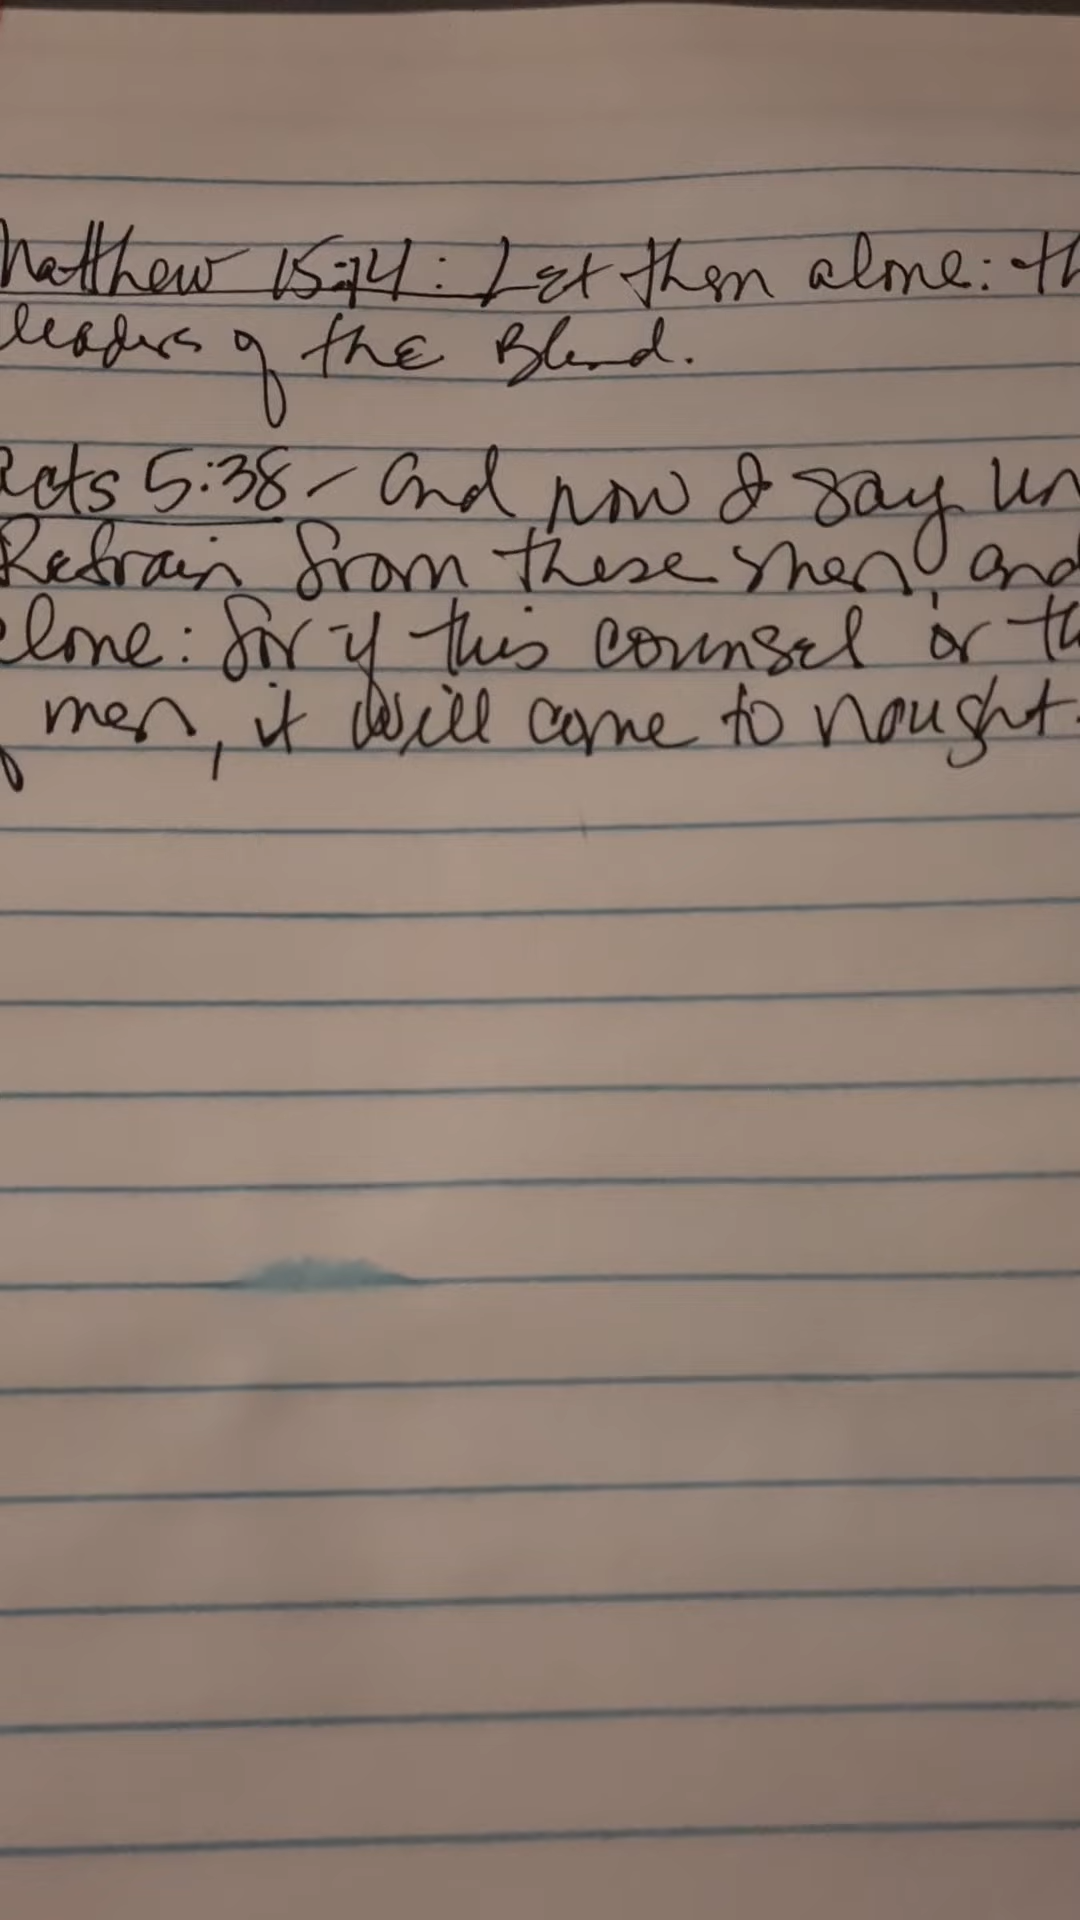 Matthew 15:14: Let them alone: th
leaders of the Blind.
Acts 5:38 - And now I say un
Refrain from these men, and
alone: for if this counsel or th
of men, it will come to nought.